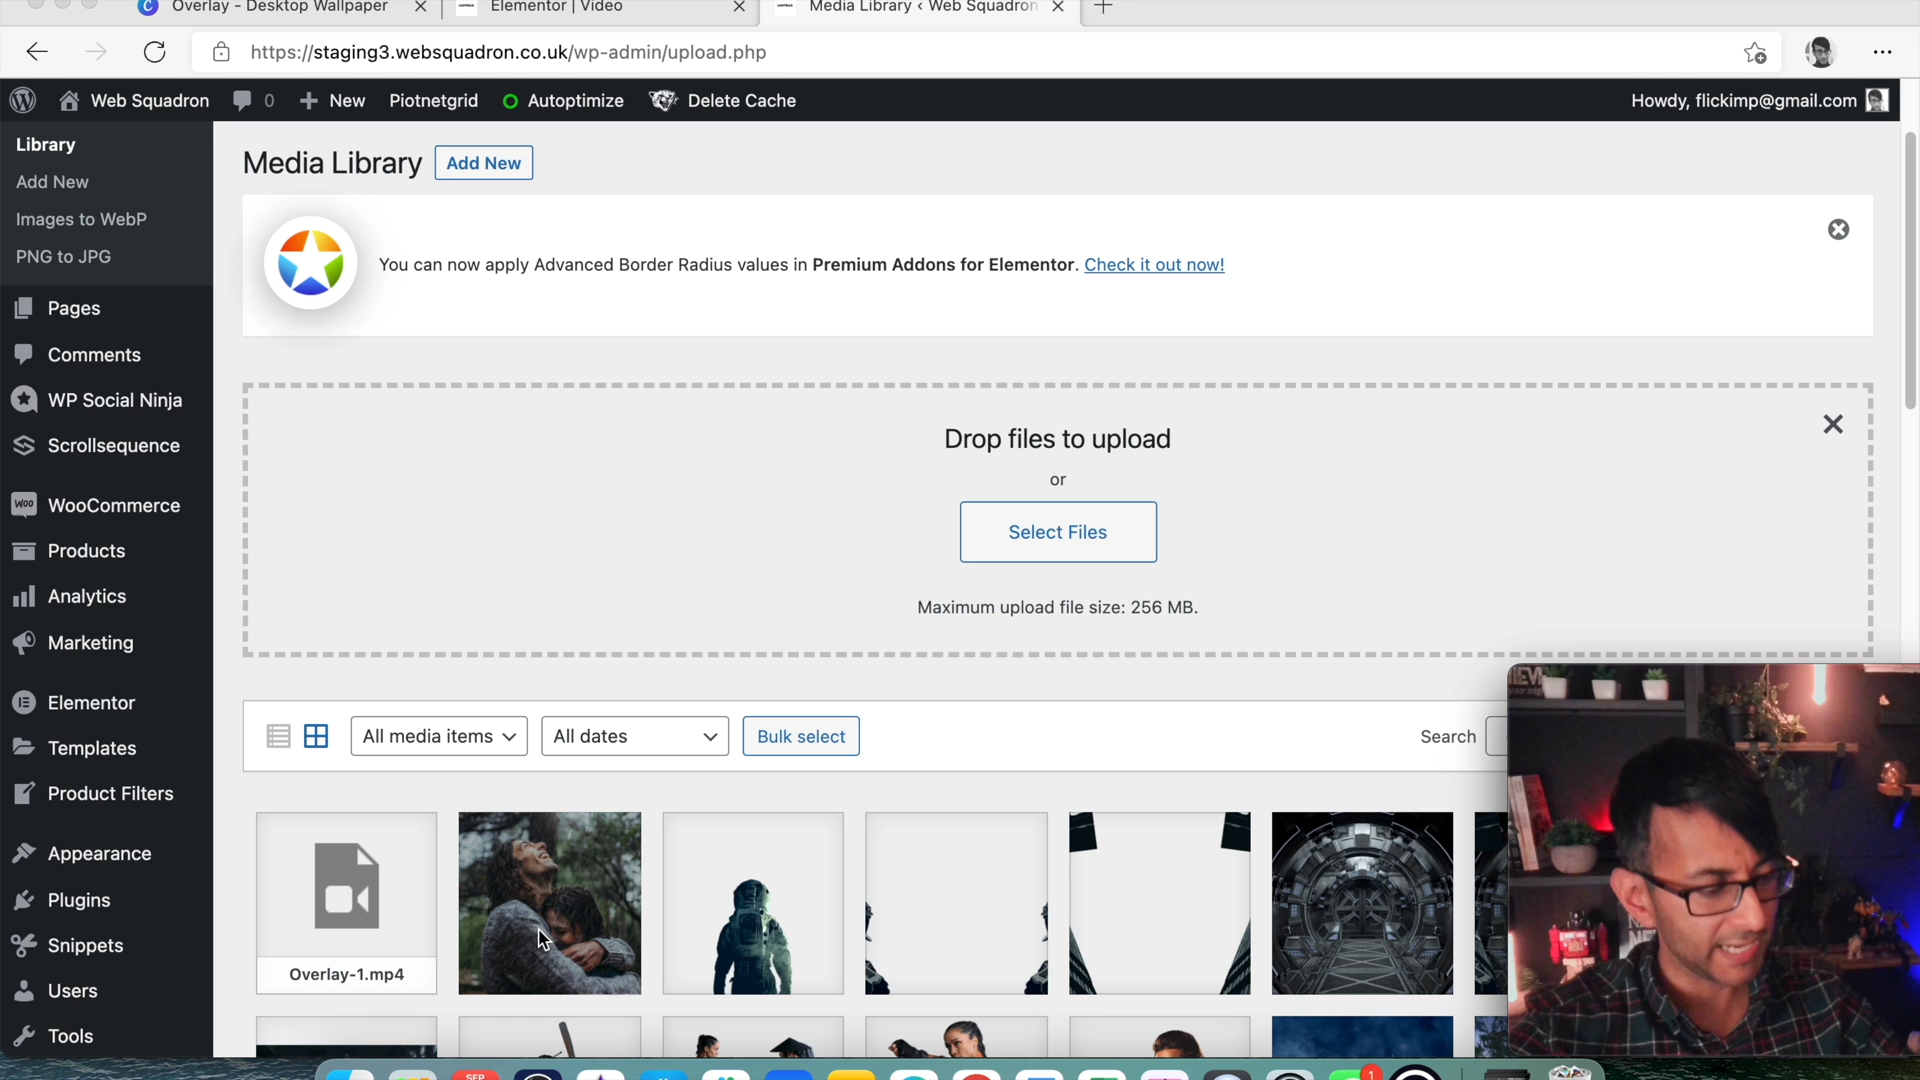 Overlay - Desktop Wallpaper
Elementor | Video
Media Library ‹ Web Squadron
https://staging3.websquadron.co.uk/wp-admin/upload.php
Web Squadron
0
New
Piotnetgrid
Autoptimize
Delete Cache
Howdy, flickimp@gmail.com
Library
Add New
Images to WebP
PNG to JPG
Pages
Comments
WP Social Ninja
Scrollsequence
WooCommerce
Products
Analytics
Marketing
Elementor
Templates
Product Filters
Appearance
Plugins
Snippets
Users
Tools
Media Library
Add New
You can now apply Advanced Border Radius values in Premium Addons for Elementor. Check it out now!
Drop files to upload
or
Select Files
Maximum upload file size: 256 MB.
All media items
All dates
Bulk select
Search
Overlay-1.mp4
SEP
1